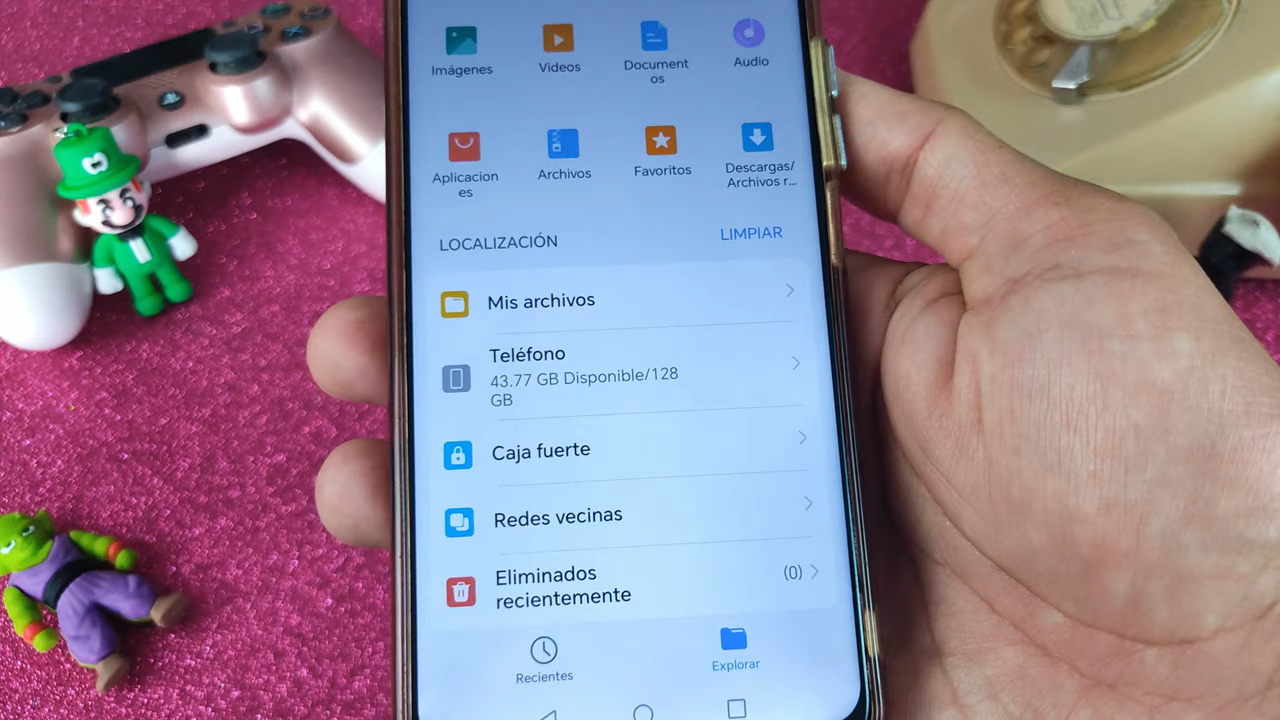 Imágenes
Videos
Document
os
Audio
Aplicacion
es
Archivos
Favoritos
Descargas/
Archivos r...
LOCALIZACIÓN
LIMPIAR
Mis archivos
Teléfono
43.77 GB Disponible/128
GB
Caja fuerte
Redes vecinas
Eliminados
recientemente
(0)
Recientes
Explorar